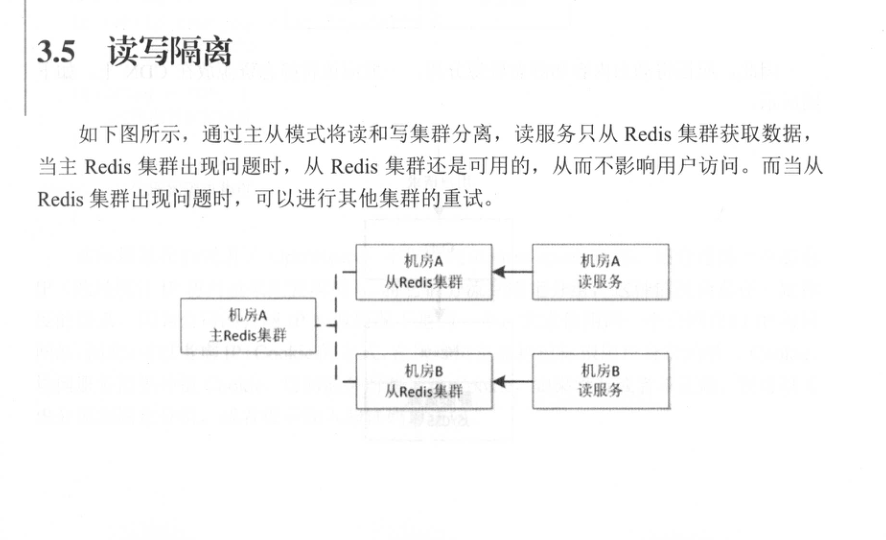 3.5 读写隔离
如下图所示，通过主从模式将读和写集群分离，读服务只从 Redis 集群获取数据，
当主 Redis 集群出现问题时，从 Redis 集群还是可用的，从而不影响用户访问。而当从
Redis 集群出现问题时，可以进行其他集群的重试。
机房A
从Redis集群
机房A
读服务
机房A
主Redis集群
机房B
从Redis集群
机房B
读服务